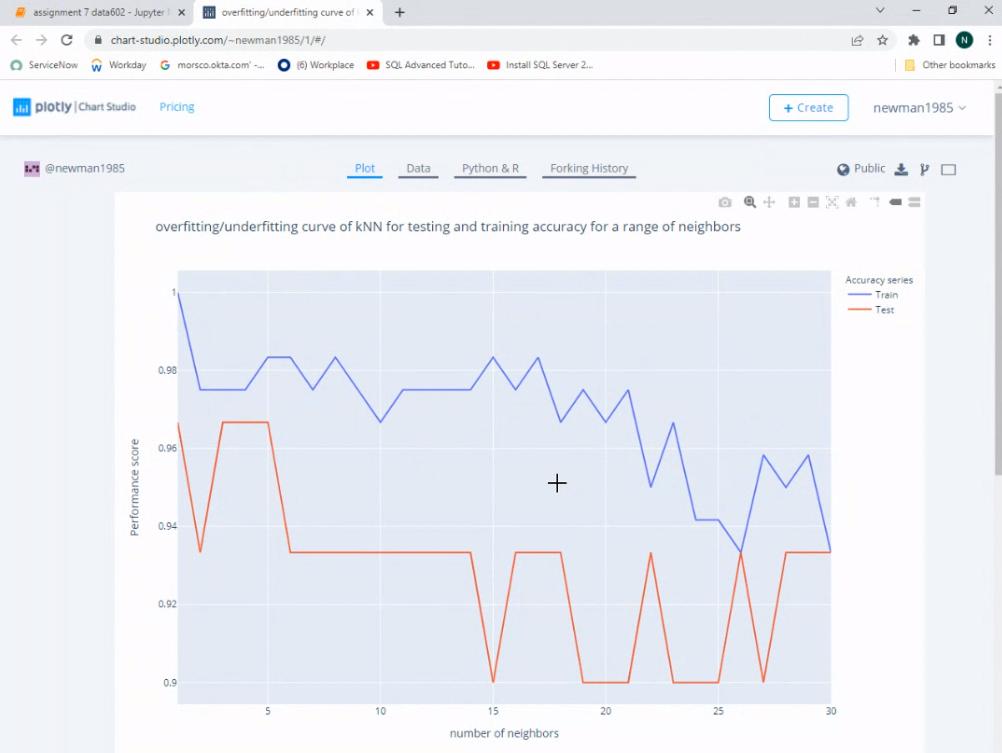 assignment 7 data602 - Jupyter
overfitting/underfitting curve of
chart-studio.plotly.com/~newman1985/1/#/
N
ServiceNow
Workday
morsco.okta.com' -...
(6) Workplace
SQL Advanced Tuto...
Install SQL Server 2...
Other bookmarks
plotly | Chart Studio
Pricing
+ Create
newman1985
@newman1985
Plot
Data
Python & R
Forking History
Public
overfitting/underfitting curve of kNN for testing and training accuracy for a range of neighbors
Accuracy series
Train
Test
1
0.98
0.96
0.94
0.92
0.9
Performance score
5
10
15
20
25
30
number of neighbors